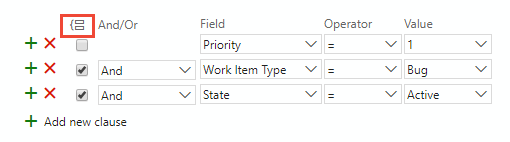 And/Or Field Operator Value
Priority = 1
And Work Item Type = Bug
And State = Active
Add new clause